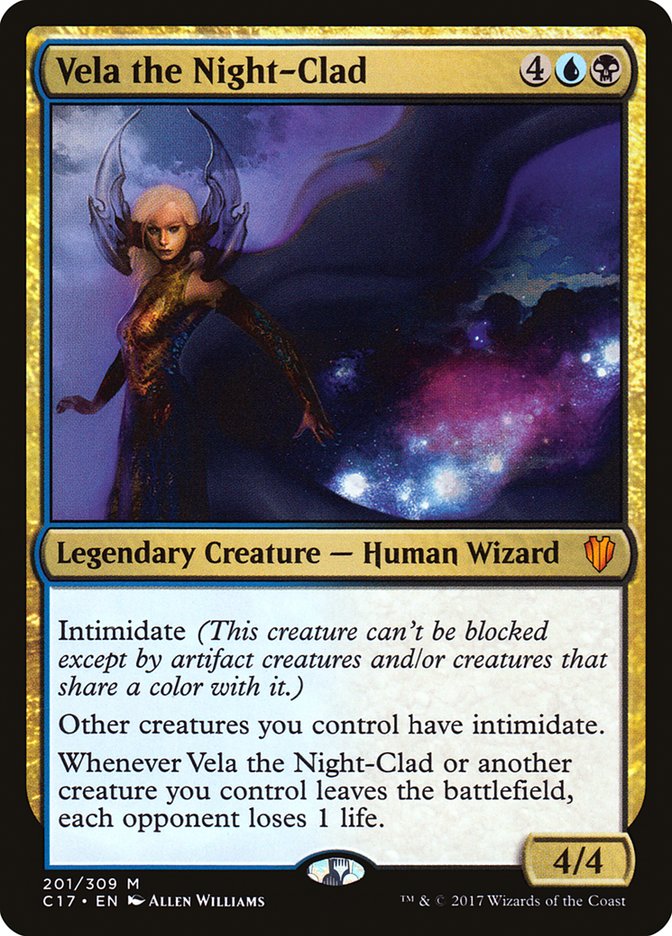 Vela the Night-Clad 4
Legendary Creature — Human Wizard
Intimidate (This creature can't be blocked
except by artifact creatures and/or creatures that
share a color with it.)
Other creatures you control have intimidate.
Whenever Vela the Night-Clad or another
creature you control leaves the battlefield,
each opponent loses 1 life.
4/4
201/309 M
C17 • EN Allen Williams
™ & © 2017 Wizards of the Coast